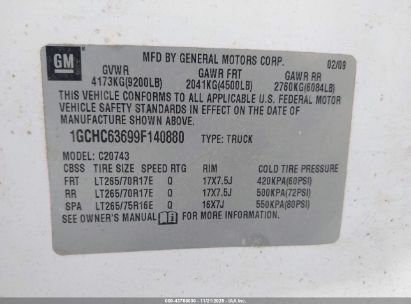 GM
MFD BY GENERAL MOTORS CORP. 02/09
GVWR GAWR FRT GAWR RR
4173KG(9200LB) 2041KG(4500LB) 2760KG(6084LB)
THIS VEHICLE CONFORMS TO ALL APPLICABLE U.S. FEDERAL MOTOR
VEHICLE SAFETY STANDARDS IN EFFECT ON THE DATE OF
MANUFACTURE SHOWN ABOVE.
1GCHC63699F140880 TYPE: TRUCK
MODEL: C20743
CBSS TIRE SIZE SPEED RTG RIM COLD TIRE PRESSURE
FRT LT265/70R17E Q 17X7.5J 420KPA(60PSI)
RR LT265/70R17E Q 17X7.5J 500KPA(72PSI)
SPA LT265/75R16E Q 16X7J 550KPA(80PSI)
SEE OWNER'S MANUAL FOR MORE INFORMATION.